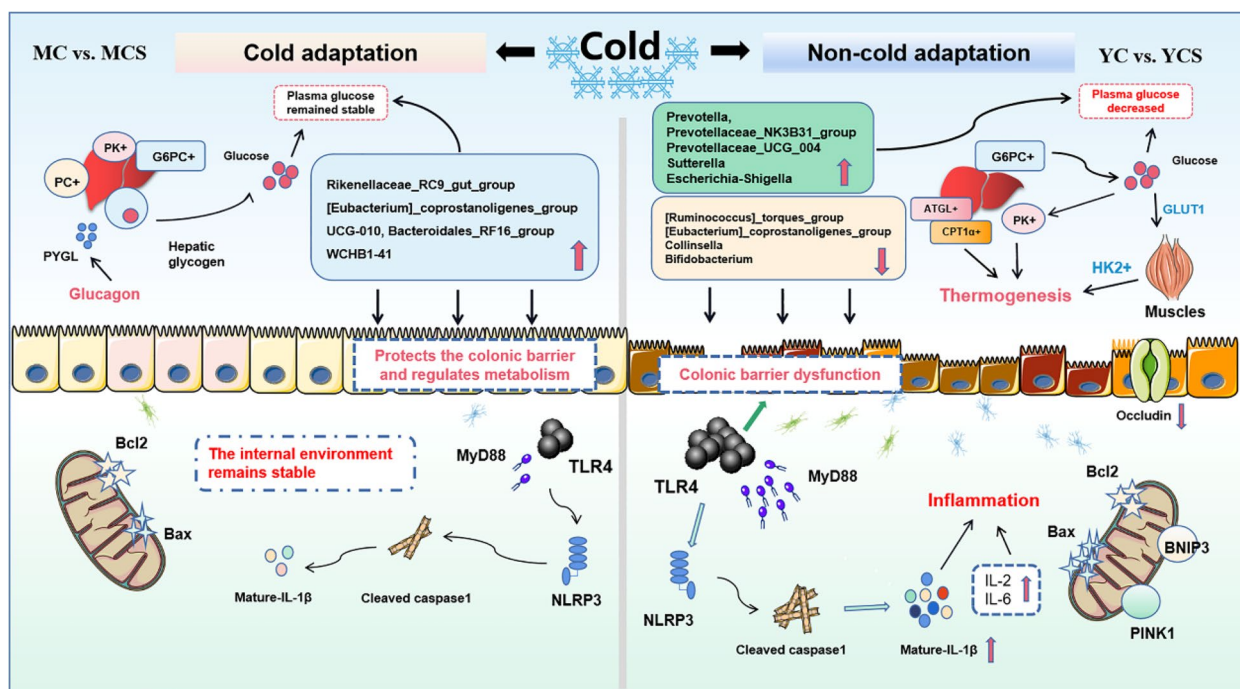 MC vs. MCS
Cold adaptation
Cold
Non-cold adaptation
YC vs. YCS
Plasma glucose
remained stable
PK+
G6PC+
PC+
Glucose
PYGL
Hepatic
glycogen
Glucagon
Rikenellaceae_RC9_gut_group
[Eubacterium]_coprostanoligenes_group
UCG-010, Bacteroidales_RF16_group
WCHB1-41
Prevotella,
Prevotellaceae_NK3B31_group
Prevotellaceae_UCG_004
Sutterella
Escherichia-Shigella
[Ruminococcus]_torques_group
[Eubacterium]_coprostanoligenes_group
Collinsella
Bifidobacterium
Plasma glucose
decreased
G6PC+
Glucose
ATGL+
CPT1α+
PK+
GLUT1
HK2+
Thermogenesis
Muscles
Protects the colonic barrier
and regulates metabolism
Colonic barrier dysfunction
Occludin
Bcl2
Bax
The internal environment
remains stable
MyD88
TLR4
NLRP3
Cleaved caspase1
Mature-IL-1β
TLR4
MyD88
NLRP3
Cleaved caspase1
Mature-IL-1β
Inflammation
IL-2
IL-6
Bcl2
Bax
BNIP3
PINK1